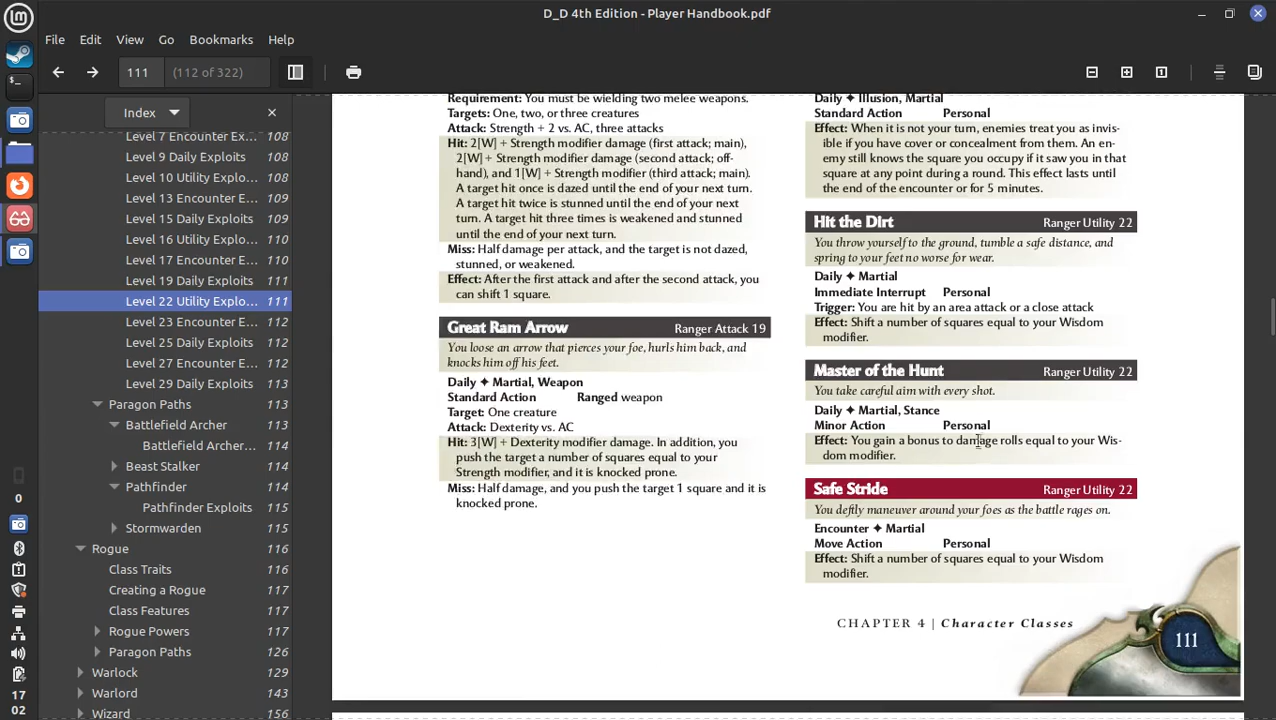 D_D 4th Edition - Player Handbook.pdf
File Edit View Go Bookmarks Help
111 (112 of 322)
Index
Level 7 Encounter Ex... 108
Level 9 Daily Exploits 108
Level 10 Utility Explo... 108
Level 13 Encounter E... 109
Level 15 Daily Exploits 109
Level 16 Utility Explo... 110
Level 17 Encounter E... 110
Level 19 Daily Exploits 111
Level 22 Utility Explo... 111
Level 23 Encounter E... 112
Level 25 Daily Exploits 112
Level 27 Encounter E... 112
Level 29 Daily Exploits 113
Paragon Paths 113
Battlefield Archer 113
Battlefield Archer... 114
Beast Stalker 114
Pathfinder 114
Pathfinder Exploits 115
Stormwarden 115
Rogue 116
Class Traits 116
Creating a Rogue 117
Class Features 117
Rogue Powers 117
Paragon Paths 126
Warlock 129
Warlord 143
Wizard 156
0
17
02
Requirement: You must be wielding two melee weapons.
Targets: One, two, or three creatures
Attack: Strength + 2 vs. AC, three attacks
Hit: 2[W] + Strength modifier damage (first attack; main),
2[W] + Strength modifier damage (second attack; off-
hand), and 1[W] + Strength modifier (third attack; main).
A target hit once is dazed until the end of your next turn.
A target hit twice is stunned until the end of your next
turn. A target hit three times is weakened and stunned
until the end of your next turn.
Miss: Half damage per attack, and the target is not dazed,
stunned, or weakened.
Effect: After the first attack and after the second attack, you
can shift 1 square.
Great Ram Arrow Ranger Attack 19
You loose an arrow that pierces your foe, hurls him back, and
knocks him off his feet.
Daily ✦ Martial, Weapon
Standard Action Ranged weapon
Target: One creature
Attack: Dexterity vs. AC
Hit: 3[W] + Dexterity modifier damage. In addition, you
push the target a number of squares equal to your
Strength modifier, and it is knocked prone.
Miss: Half damage, and you push the target 1 square and it is
knocked prone.
Daily ✦ Illusion, Martial
Standard Action Personal
Effect: When it is not your turn, enemies treat you as invis-
ible if you have cover or concealment from them. An en-
emy still knows the square you occupy if it saw you in that
square at any point during a round. This effect lasts until
the end of the encounter or for 5 minutes.
Hit the Dirt Ranger Utility 22
You throw yourself to the ground, tumble a safe distance, and
spring to your feet no worse for wear.
Daily ✦ Martial
Immediate Interrupt Personal
Trigger: You are hit by an area attack or a close attack
Effect: Shift a number of squares equal to your Wisdom
modifier.
Master of the Hunt Ranger Utility 22
You take careful aim with every shot.
Daily ✦ Martial, Stance
Minor Action Personal
Effect: You gain a bonus to damage rolls equal to your Wis-
dom modifier.
Safe Stride Ranger Utility 22
You deftly maneuver around your foes as the battle rages on.
Encounter ✦ Martial
Move Action Personal
Effect: Shift a number of squares equal to your Wisdom
modifier.
CHAPTER 4 | Character Classes
111